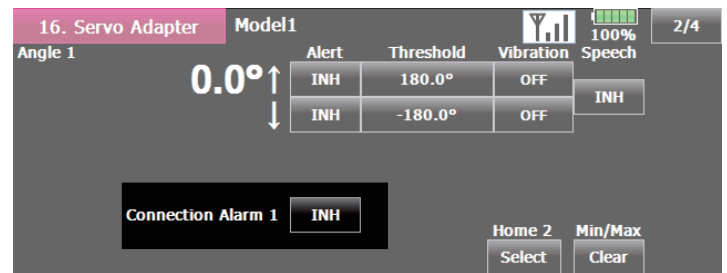 16. Servo Adapter Model1 100% 2/4
Angle 1 Alert Threshold Vibration Speech
0.0°↑ INH 180.0° OFF INH
↓ INH -180.0° OFF
Connection Alarm 1 INH
Home 2 Min/Max
Select Clear